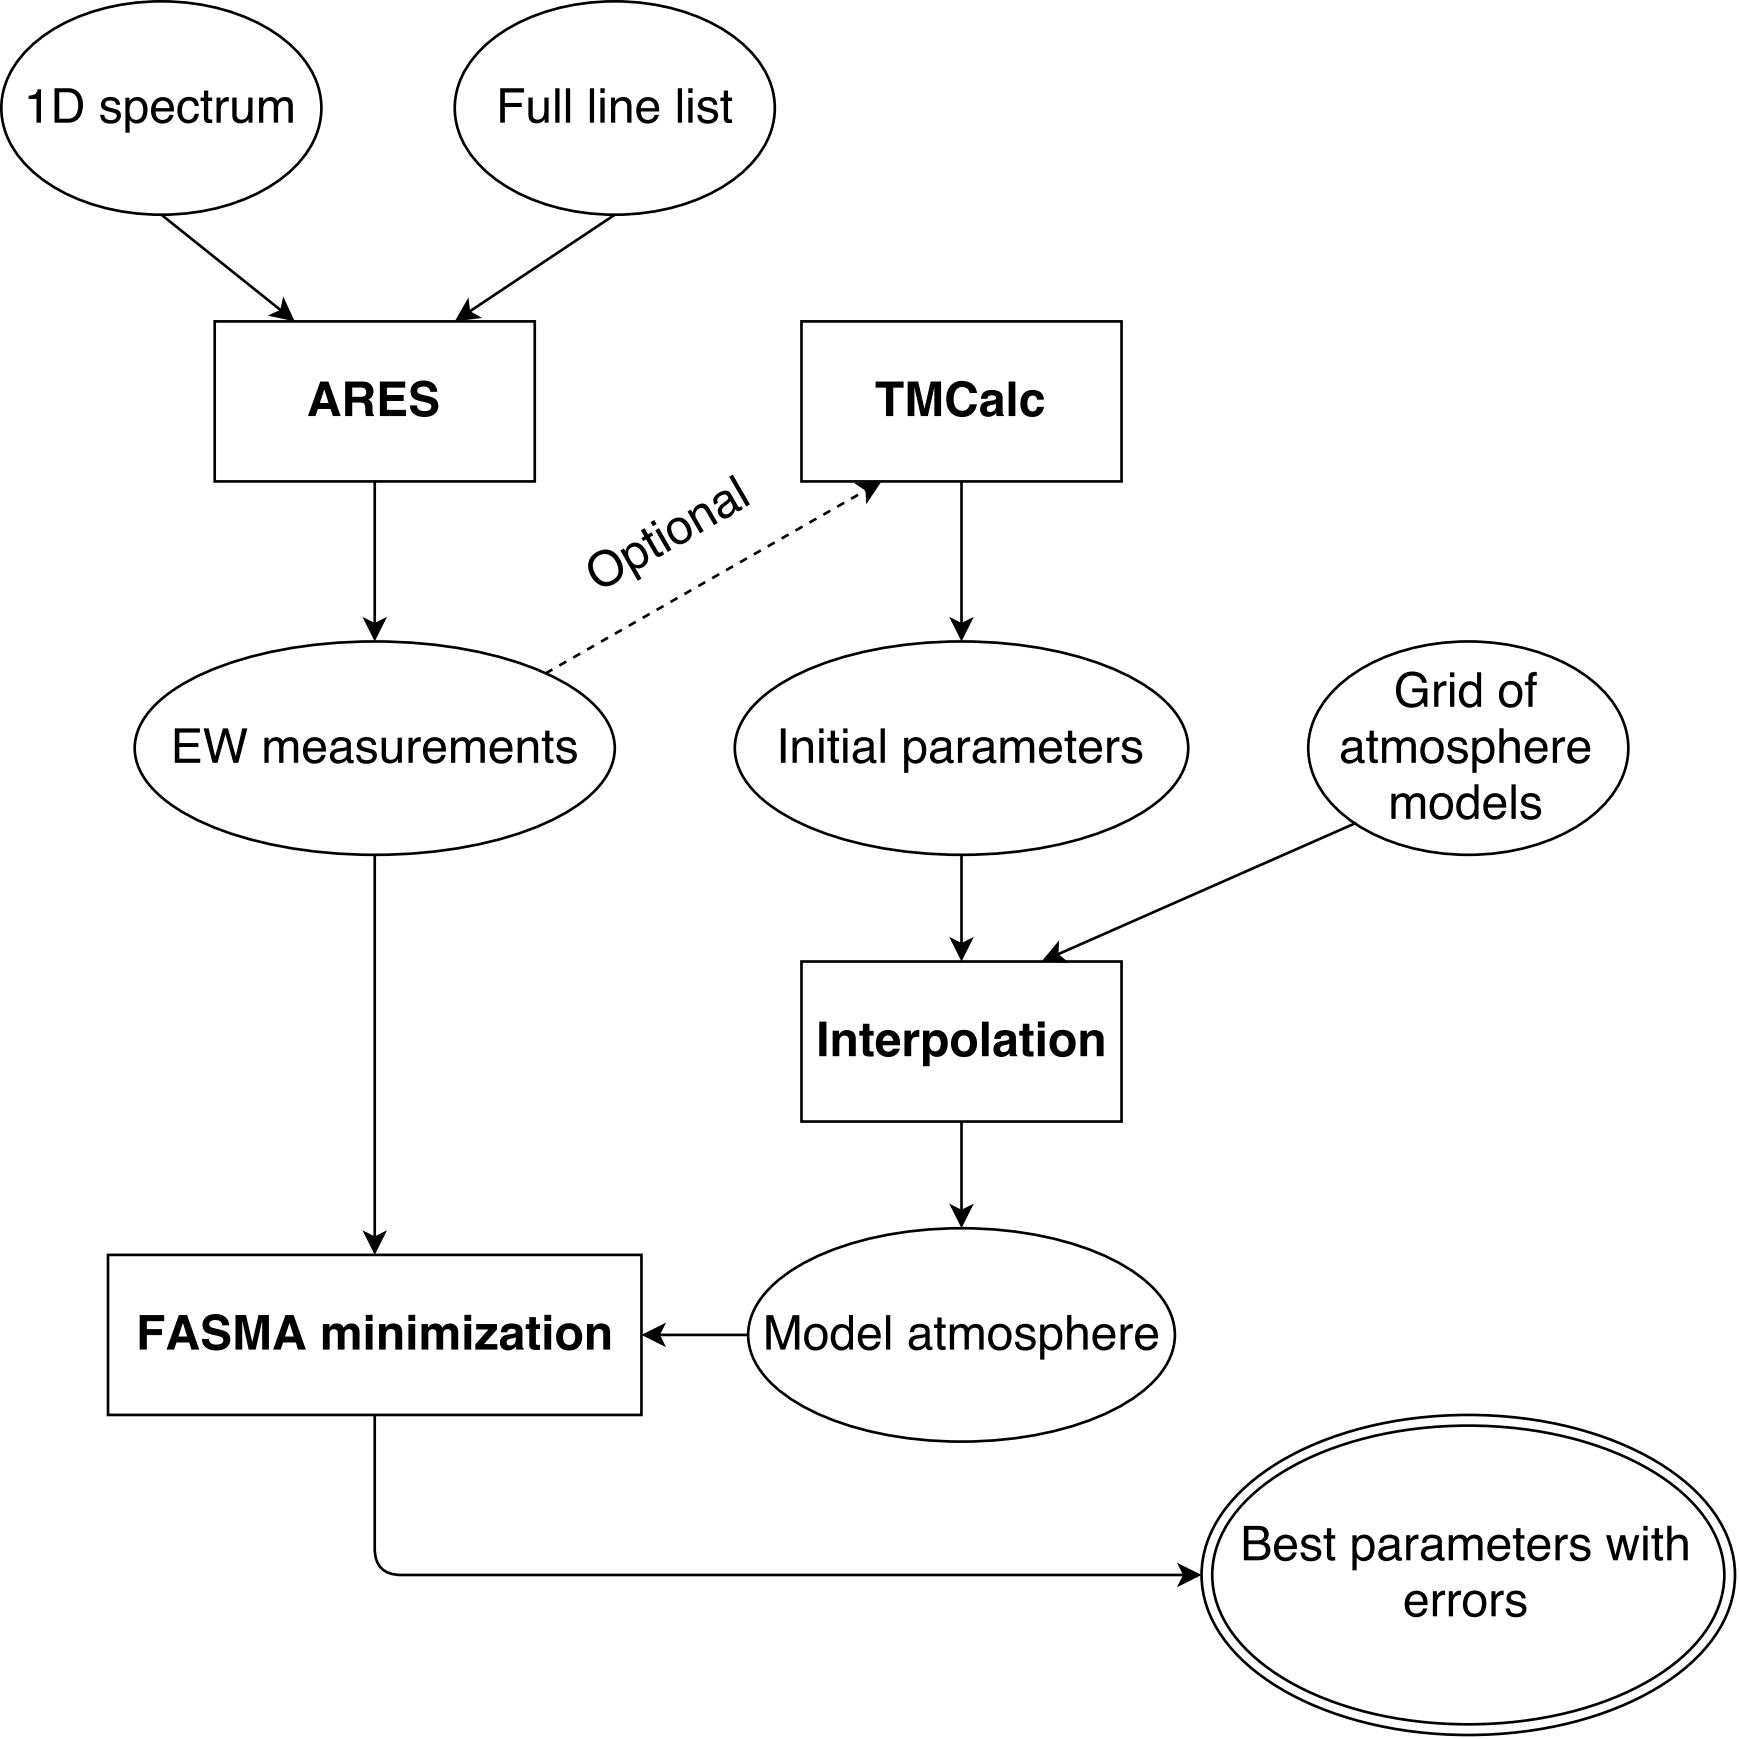 1D spectrum
Full line list
ARES
TMCalc
Optional
EW measurements
Initial parameters
Grid of
atmosphere
models
Interpolation
FASMA minimization
Model atmosphere
Best parameters with
errors